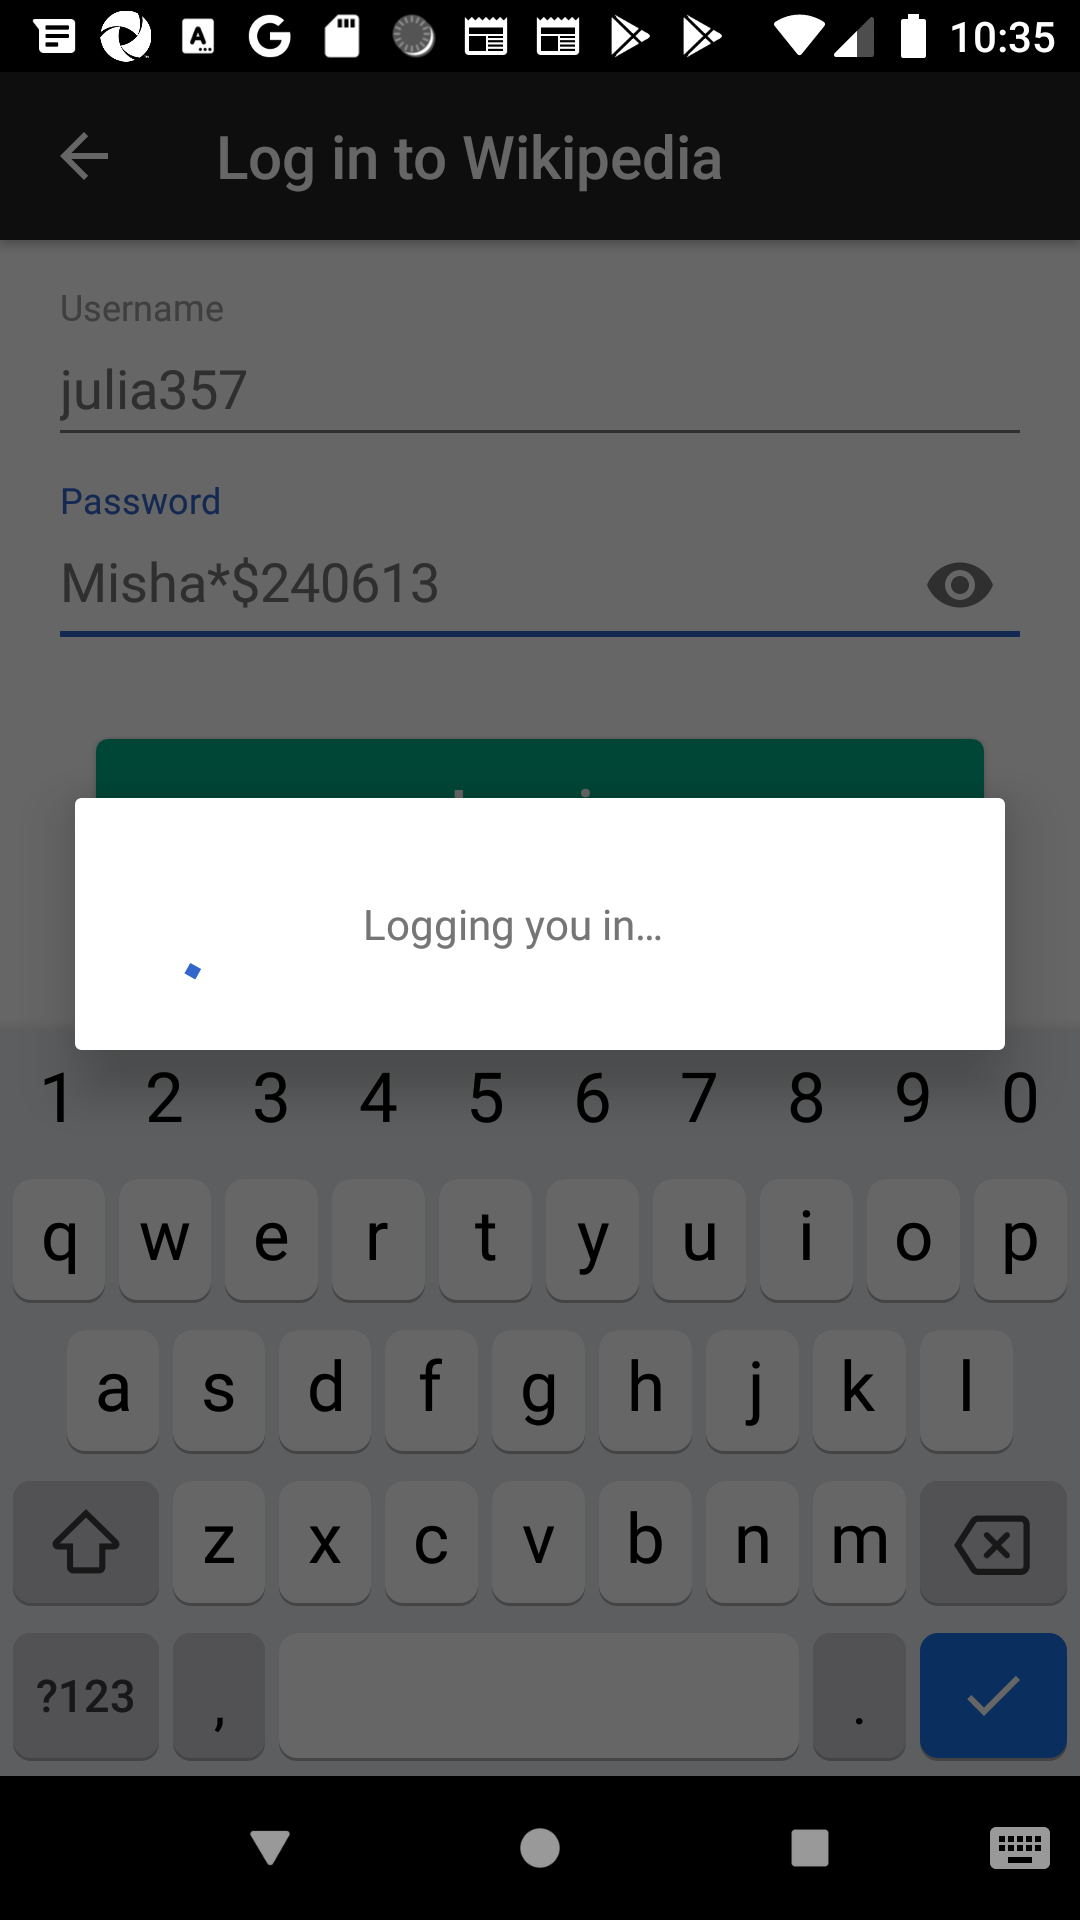 10:35
Log in to Wikipedia
Username
julia357
Password
Misha*$240613
Logging you in...
1 2 3 4 5 6 7 8 9 0
q w e r t y u i o p
a s d f g h j k l
z x c v b n m
?123 , .